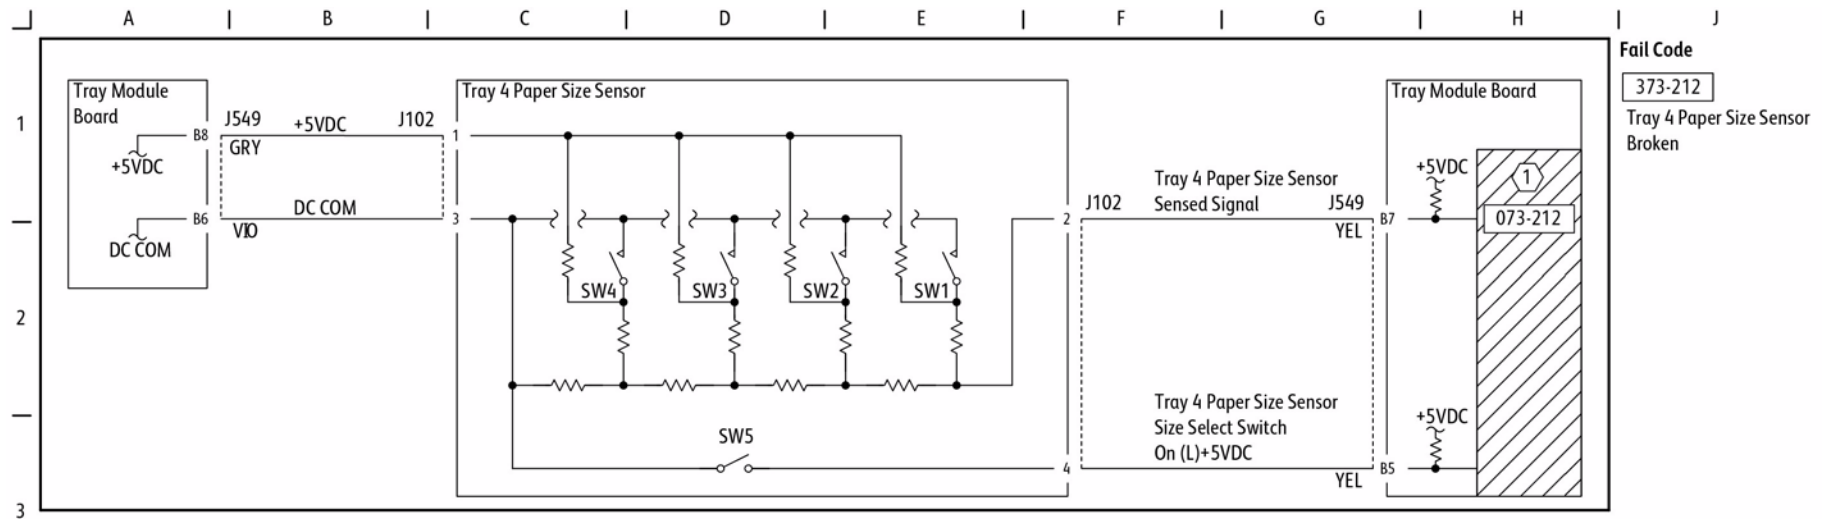 A B C D E F G H J
Fail Code
373-212
Tray 4 Paper Size Sensor
Broken
1
2
3
Tray Module
Board
B8
+5VDC
B6
DC COM
J549
+5VDC
J102
GRY
DC COM
VIO
Tray 4 Paper Size Sensor
1
3
SW4
SW3
SW2
SW1
SW5
2
4
J102
Tray 4 Paper Size Sensor
Sensed Signal
J549
YEL
Tray 4 Paper Size Sensor
Size Select Switch
On (L)+5VDC
YEL
Tray Module Board
+5VDC
1
B7
073-212
+5VDC
B5